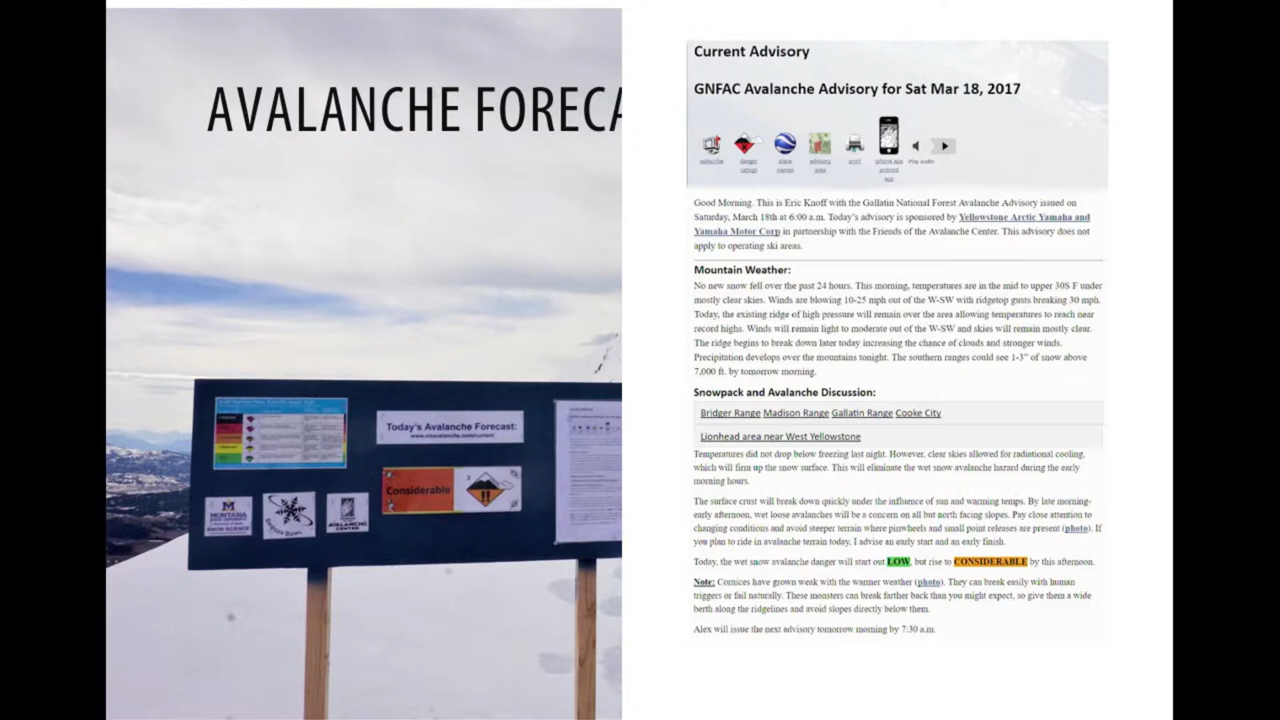 AVALANCHE FORECA
Today's Avalanche Forecast:
www.mtavalanche.com/current
Considerable
MONTANA
SNOW SCIENCE
AVALANCHE
CENTER
Current Advisory
GNFAC Avalanche Advisory for Sat Mar 18, 2017
subscribe
danger
ratings
place
names
advisory
area
print
iphone app
android
app
Play audio
Good Morning. This is Eric Knoff with the Gallatin National Forest Avalanche Advisory issued on
Saturday, March 18th at 6:00 a.m. Today's advisory is sponsored by Yellowstone Arctic Yamaha and
Yamaha Motor Corp in partnership with the Friends of the Avalanche Center. This advisory does not
apply to operating ski areas.
Mountain Weather:
No new snow fell over the past 24 hours. This morning, temperatures are in the mid to upper 30S F under
mostly clear skies. Winds are blowing 10-25 mph out of the W-SW with ridgetop gusts breaking 30 mph.
Today, the existing ridge of high pressure will remain over the area allowing temperatures to reach near
record highs. Winds will remain light to moderate out of the W-SW and skies will remain mostly clear.
The ridge begins to break down later today increasing the chance of clouds and stronger winds.
Precipitation develops over the mountains tonight. The southern ranges could see 1-3" of snow above
7,000 ft. by tomorrow morning.
Snowpack and Avalanche Discussion:
Bridger Range Madison Range Gallatin Range Cooke City
Lionhead area near West Yellowstone
Temperatures did not drop below freezing last night. However, clear skies allowed for radiational cooling,
which will firm up the snow surface. This will eliminate the wet snow avalanche hazard during the early
morning hours.
The surface crust will break down quickly under the influence of sun and warming temps. By late morning-
early afternoon, wet loose avalanches will be a concern on all but north facing slopes. Pay close attention to
changing conditions and avoid steeper terrain where pinwheels and small point releases are present (photo). If
you plan to ride in avalanche terrain today, I advise an early start and an early finish.
Today, the wet snow avalanche danger will start out LOW, but rise to CONSIDERABLE by this afternoon.
Note: Cornices have grown weak with the warmer weather (photo). They can break easily with human
triggers or fail naturally. These monsters can break farther back than you might expect, so give them a wide
berth along the ridgelines and avoid slopes directly below them.
Alex will issue the next advisory tomorrow morning by 7:30 a.m.